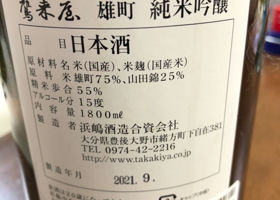 鷹来屋 雄町 純米吟醸
品目 日本酒
原材料名 米(国産)、米麹(国産米)
原料米 雄町75%、山田錦25%
精米歩合 55%
アルコール分 15度
内容量 1800㎖
製造者 浜嶋酒造合資会社
大分県豊後大野市緒方町下自在381
TEL 0974-42-2216
http://www.takakiya.co.jp
製造年月 2021.9.